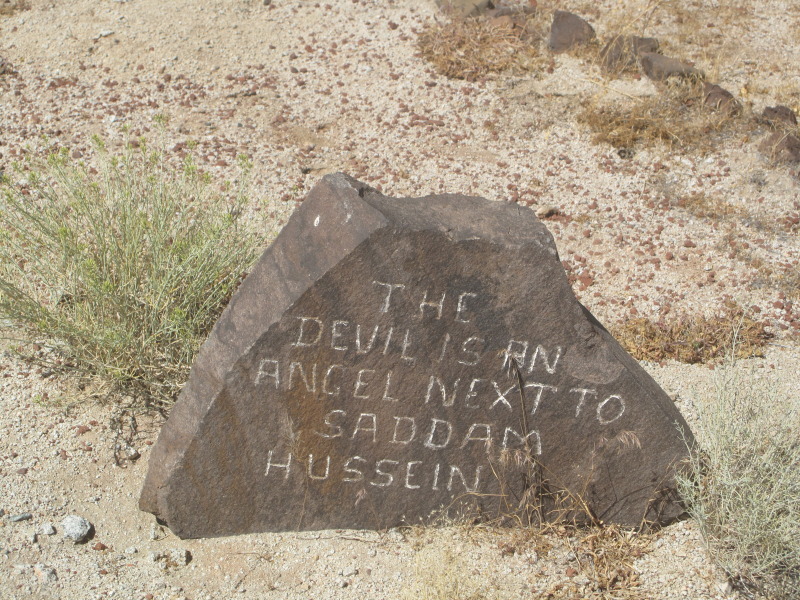 THE
DEVIL IS AN
ANGEL NEXT TO
SADDAM
HUSSEIN